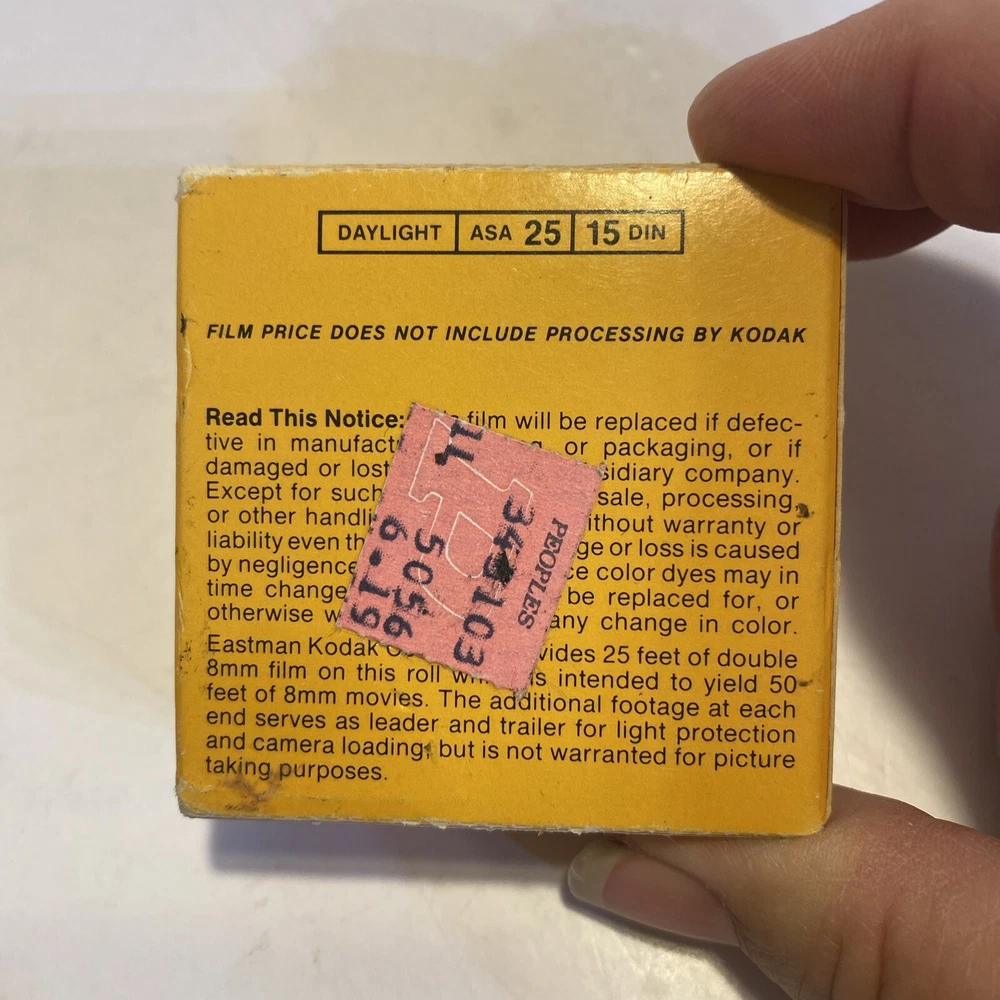 DAYLIGHT ASA 25 15 DIN
FILM PRICE DOES NOT INCLUDE PROCESSING BY KODAK
Read This Notice: film will be replaced if defec-
tive in manufact or packaging, or if
damaged or lost sidiary company.
Except for such sale, processing,
or other handli ithout warranty or
liability even th ge or loss is caused
by negligence ce color dyes may in
time change be replaced for, or
otherwise w any change in color.
Eastman Kodak vides 25 feet of double
8mm film on this roll is intended to yield 50
feet of 8mm movies. The additional footage at each
end serves as leader and trailer for light protection
and camera loading, but is not warranted for picture
taking purposes.
PEOPLES
103
5056
6-19